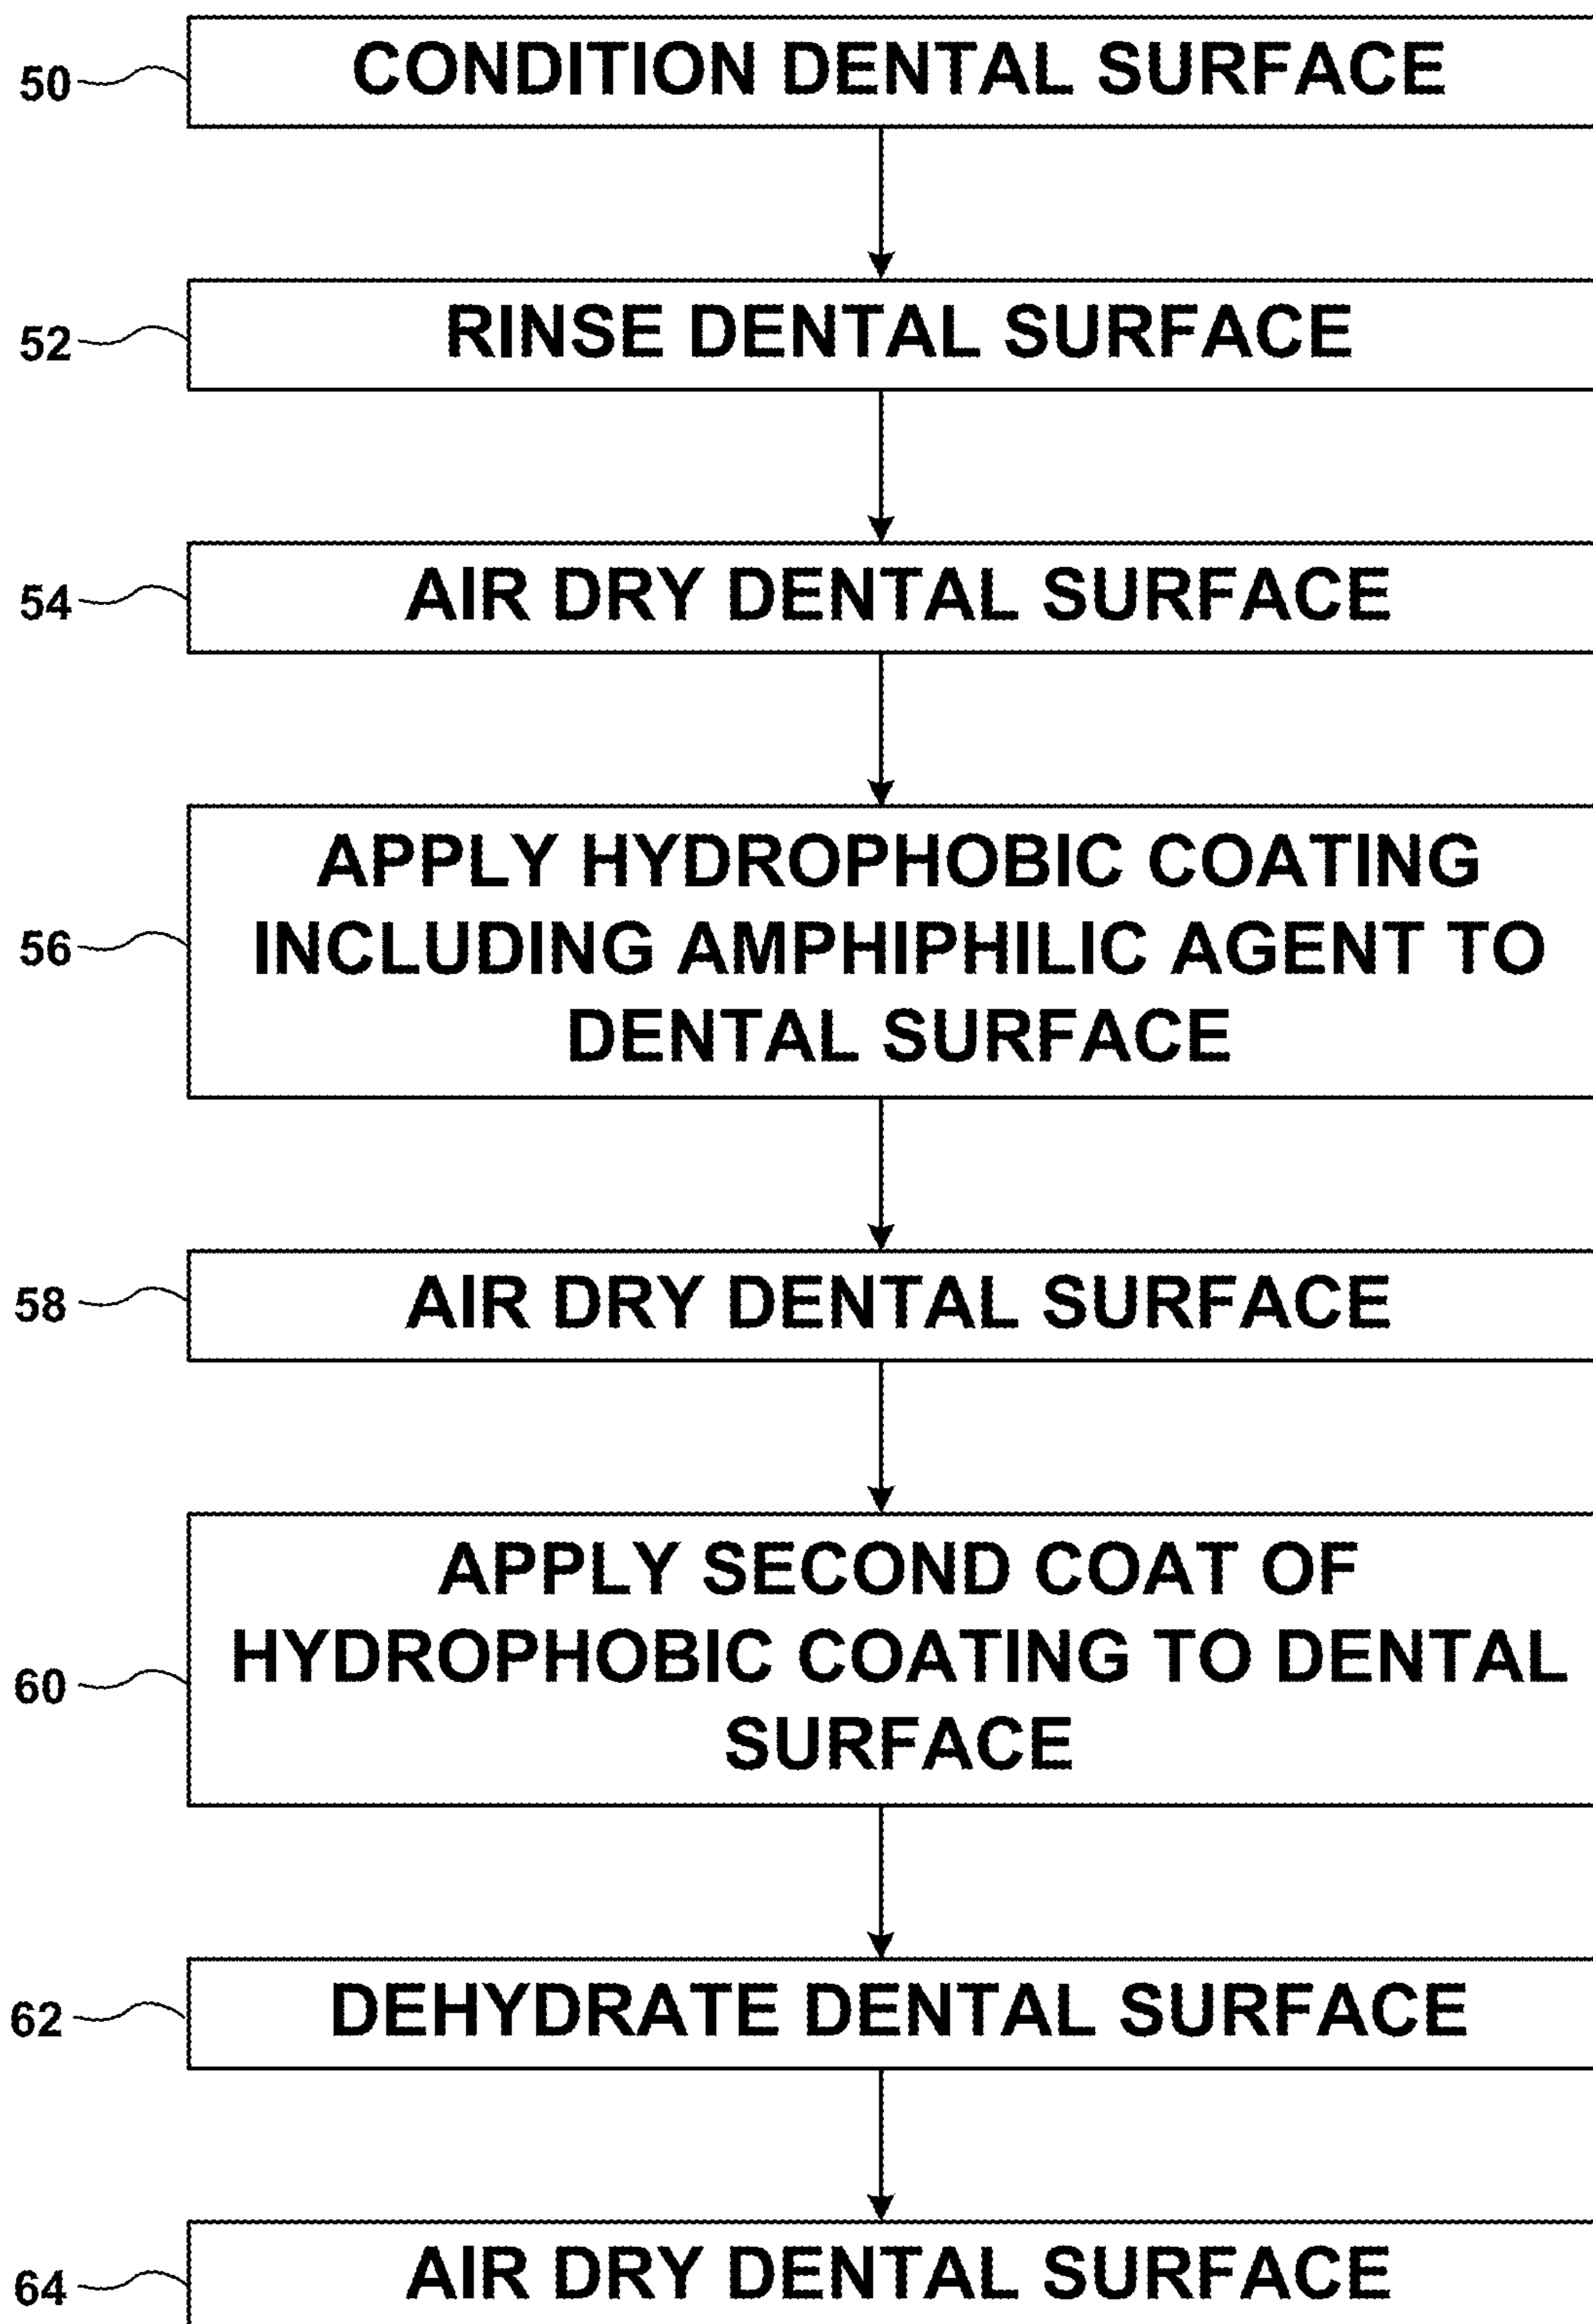 50
CONDITION DENTAL SURFACE
52
RINSE DENTAL SURFACE
54
AIR DRY DENTAL SURFACE
56
APPLY HYDROPHOBIC COATING
INCLUDING AMPHIPHILIC AGENT TO
DENTAL SURFACE
58
AIR DRY DENTAL SURFACE
60
APPLY SECOND COAT OF
HYDROPHOBIC COATING TO DENTAL
SURFACE
62
DEHYDRATE DENTAL SURFACE
64
AIR DRY DENTAL SURFACE